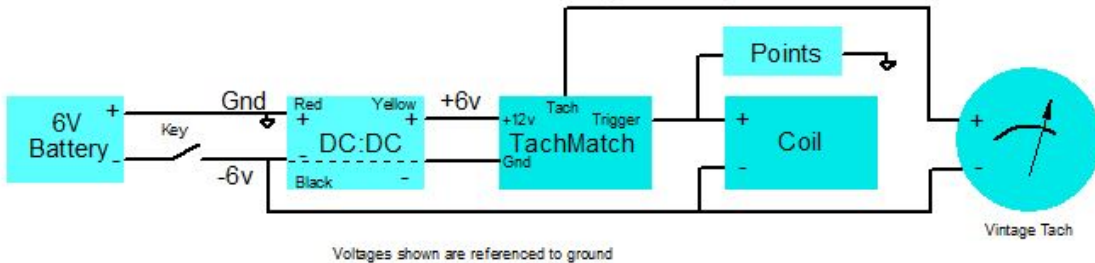 6V
Battery
+
-
Key
Gnd
-6v
Red
Yellow
+
+
DC:DC
-
-
Black
+6v
Tach
+12v
Trigger
TachMatch
Gnd
Points
+
Coil
-
+
-
Vintage Tach
Voltages shown are referenced to ground